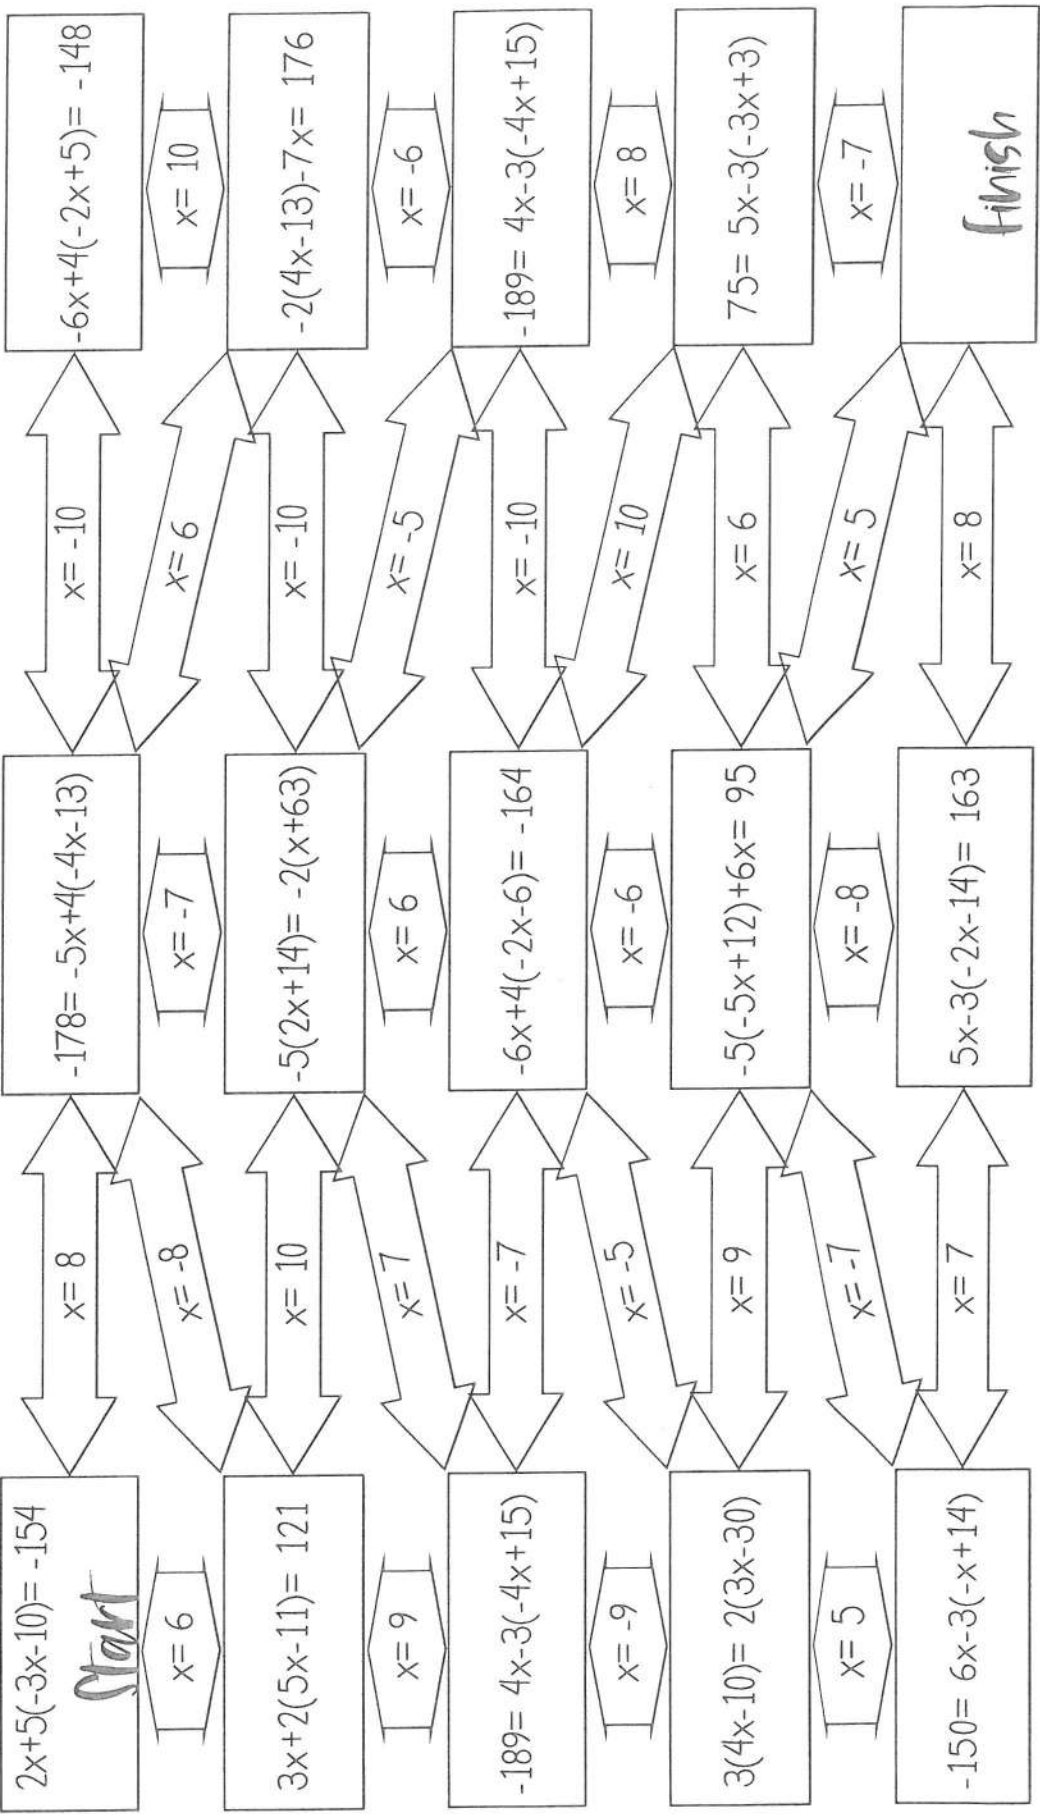 2x+5(-3x-10)= -154
Start
x= 8
-178= -5x+4(-4x-13)
x= -10
-6x+4(-2x+5)= -148
x= 6
x= -8
x= -7
x= 6
x= 10
3x+2(5x-11)= 121
x= 10
-5(2x+14)= -2(x+63)
x= -10
-2(4x-13)-7x= 176
x= 9
x= 7
x= 6
x= -5
x= -6
-189= 4x-3(-4x+15)
x= -7
-6x+4(-2x-6)= -164
x= -10
-189= 4x-3(-4x+15)
x= -9
x= -5
x= -6
x= 10
x= 8
3(4x-10)= 2(3x-30)
x= 9
-5(-5x+12)+6x= 95
x= 6
75= 5x-3(-3x+3)
x= 5
x= -7
x= -8
x= 5
x= -7
-150= 6x-3(-x+14)
x= 7
5x-3(-2x-14)= 163
x= 8
Finish